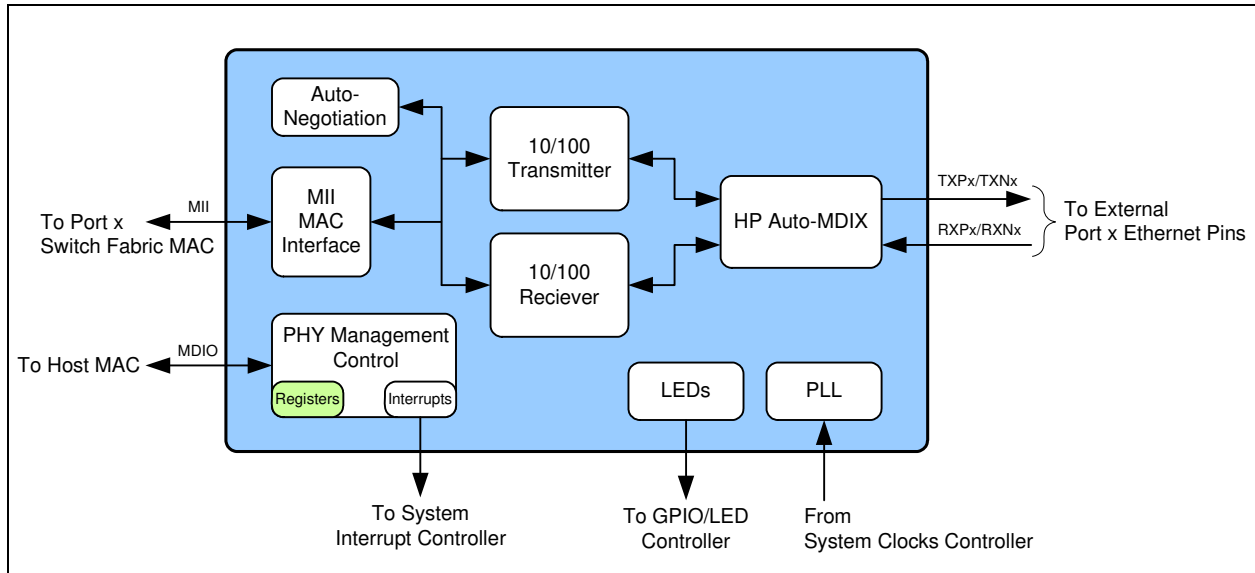 Auto-
Negotiation
10/100
Transmitter
MII
MAC
Interface
HP Auto-MDIX
10/100
Reciever
MII
To Port x
Switch Fabric MAC
TXPx/TXNx
RXPx/RXNx
To External
Port x Ethernet Pins
PHY Management
Control
Registers
Interrupts
MDIO
To Host MAC
LEDs
PLL
To System
Interrupt Controller
To GPIO/LED
Controller
From
System Clocks Controller